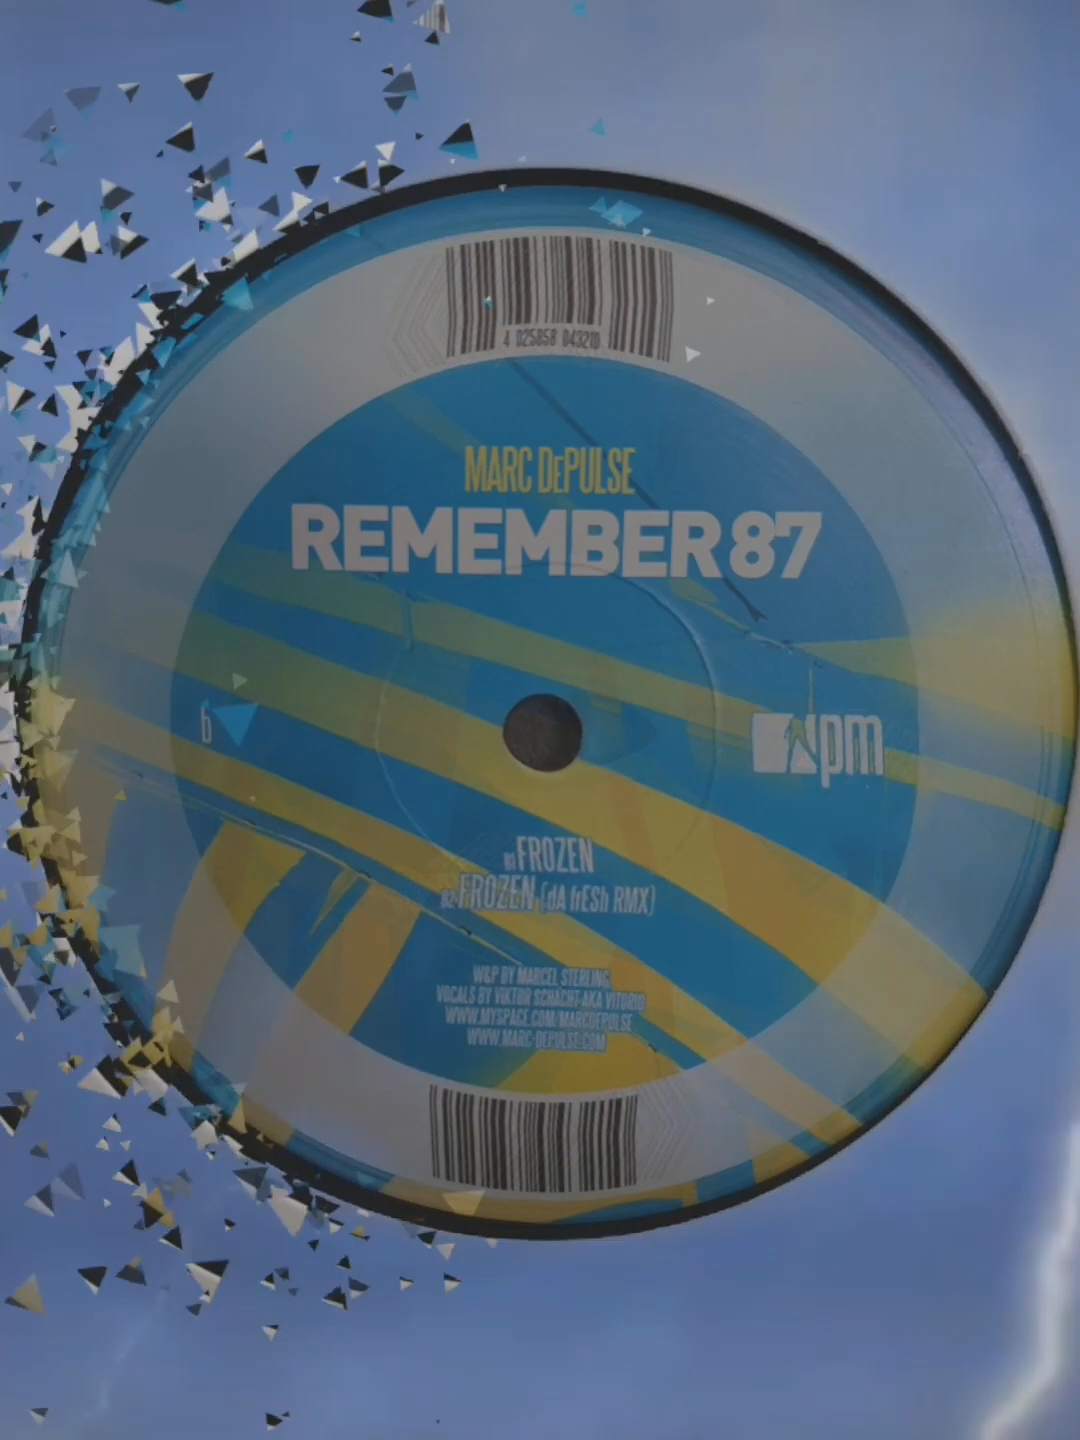 4 025858 043210
MARC DEPULSE
REMEMBER 87
b
pm
B1 FROZEN
B2 FROZEN (dA frESh RMX)
W&P BY MARCEL STERLING
VOCALS BY VIKTOR SCHACHT-AKA VITORIO
WWW.MYSPACE.COM/MARCDEPULSE
WWW.MARC-DEPULSE.COM